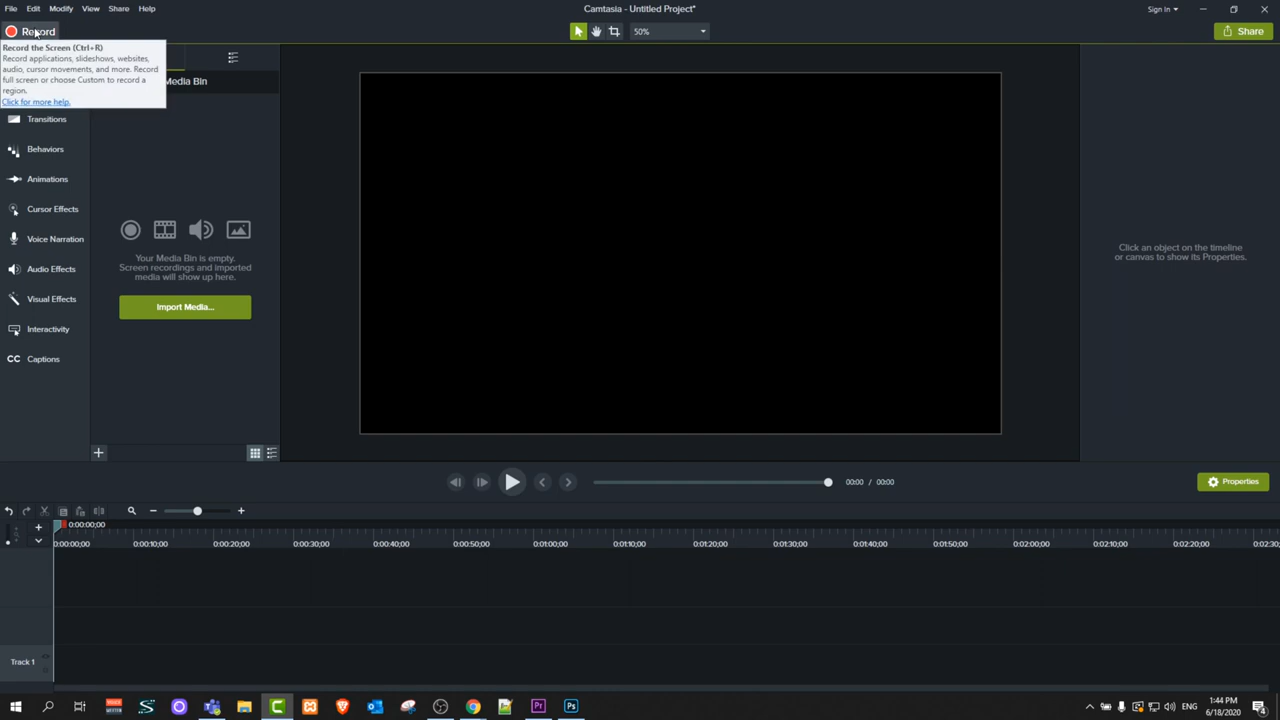 File Edit Modify View Share Help
Camtasia - Untitled Project*
Sign In
Record
50%
Share
Record the Screen (Ctrl+R)
Record applications, slideshows, websites,
audio, cursor movements, and more. Record
full screen or choose Custom to record a
region.
Click for more help.
Media Bin
Transitions
Behaviors
Animations
Cursor Effects
Voice Narration
Audio Effects
Visual Effects
Interactivity
CC Captions
Your Media Bin is empty.
Screen recordings and imported
media will show up here.
Import Media...
Click an object on the timeline
or canvas to show its Properties.
00:00 / 00:00
Properties
0:00:00;00
0:00:00;00 0:00:10;00 0:00:20;00 0:00:30;00 0:00:40;00 0:00:50;00 0:01:00;00 0:01:10;00 0:01:20;00 0:01:30;00 0:01:40;00 0:01:50;00 0:02:00;00 0:02:10;00 0:02:20;00 0:02:30
Track 1
ENG
1:44 PM
6/18/2020